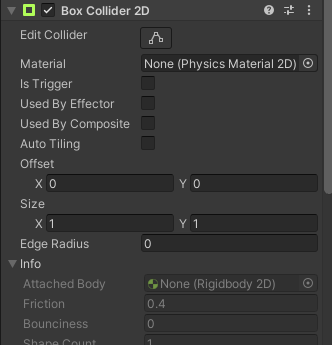 Box Collider 2D
Edit Collider
Material None (Physics Material 2D)
Is Trigger
Used By Effector
Used By Composite
Auto Tiling
Offset
X 0 Y 0
Size
X 1 Y 1
Edge Radius 0
Info
Attached Body None (Rigidbody 2D)
Friction 0.4
Bounciness 0
Shape Count 1